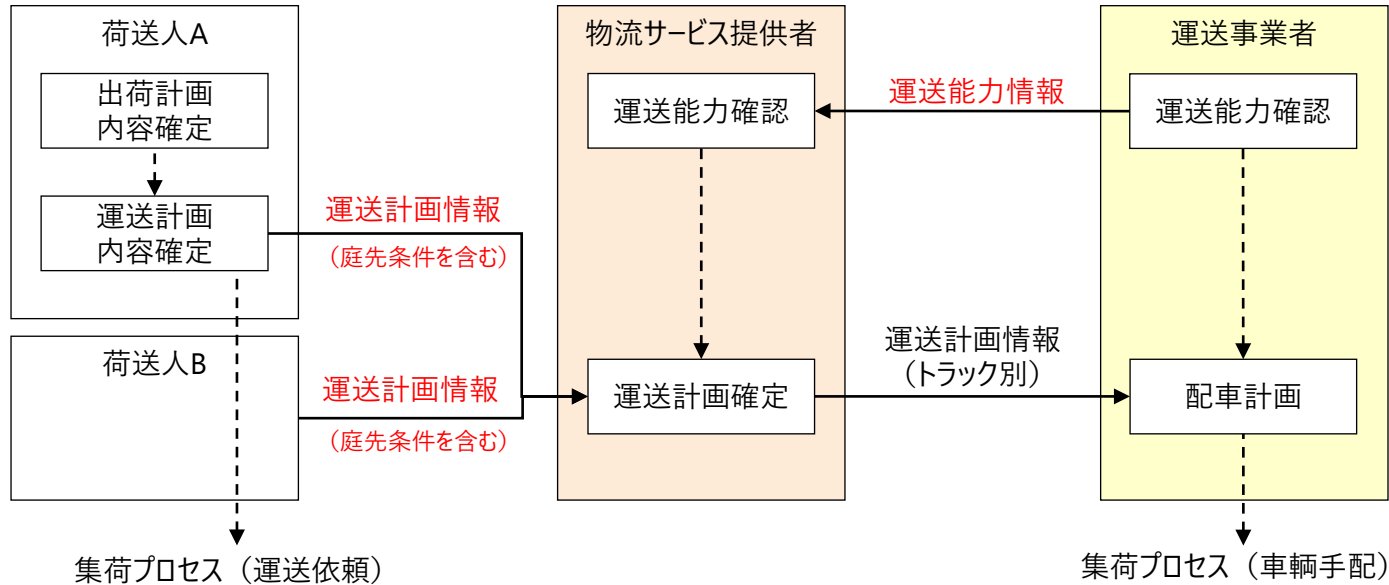 荷送人A
出荷計画
内容確定
運送計画
内容確定
運送計画情報
（庭先条件を含む）
荷送人B
運送計画情報
（庭先条件を含む）
物流サービス提供者
運送能力確認
運送計画確定
運送能力情報
運送計画情報
（トラック別）
運送事業者
運送能力確認
配車計画
集荷プロセス（運送依頼）
集荷プロセス（車輌手配）